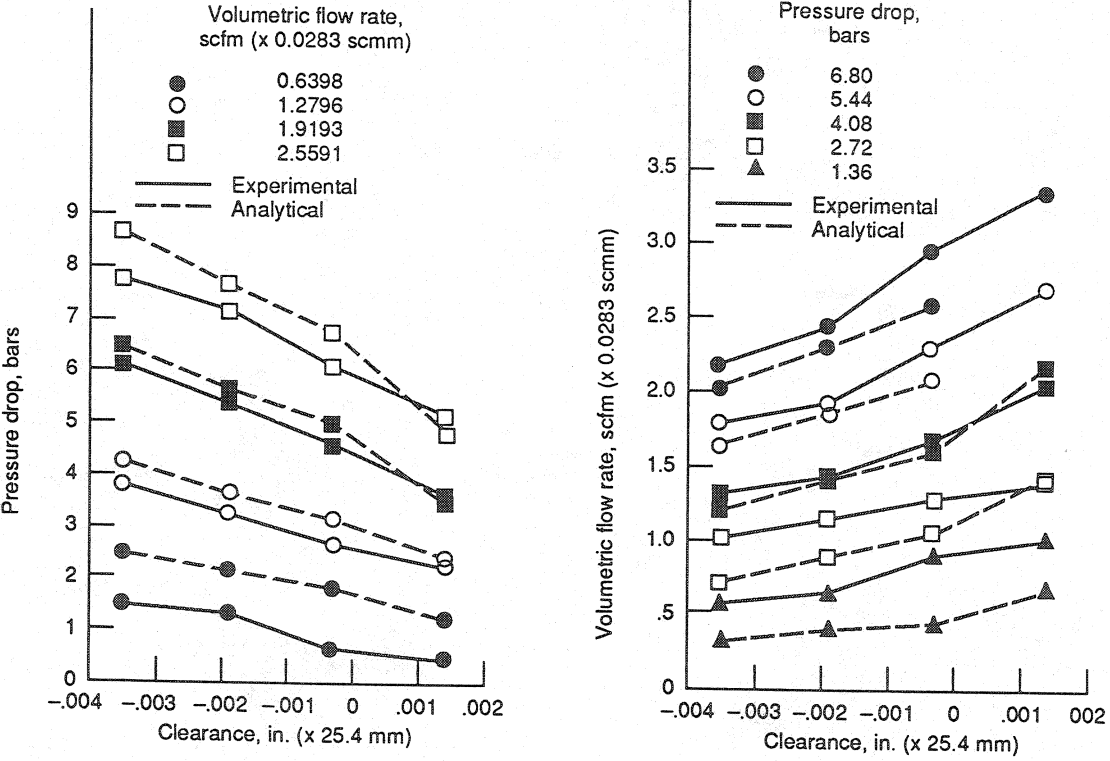 Volumetric flow rate,
scfm (x 0.0283 scmm)
0.6398
1.2796
1.9193
2.5591
Experimental
Analytical
9
8
7
6
5
4
3
2
1
0
Pressure drop, bars
–.004 –.003 –.002 –.001 0 .001 .002
Clearance, in. (x 25.4 mm)
Pressure drop,
bars
6.80
5.44
4.08
2.72
1.36
Experimental
Analytical
3.5
3.0
2.5
2.0
1.5
1.0
.5
0
Volumetric flow rate, scfm (x 0.0283 scmm)
–.004 –.003 –.002 –.001 0 .001 002
Clearance, in. (x 25.4 mm)